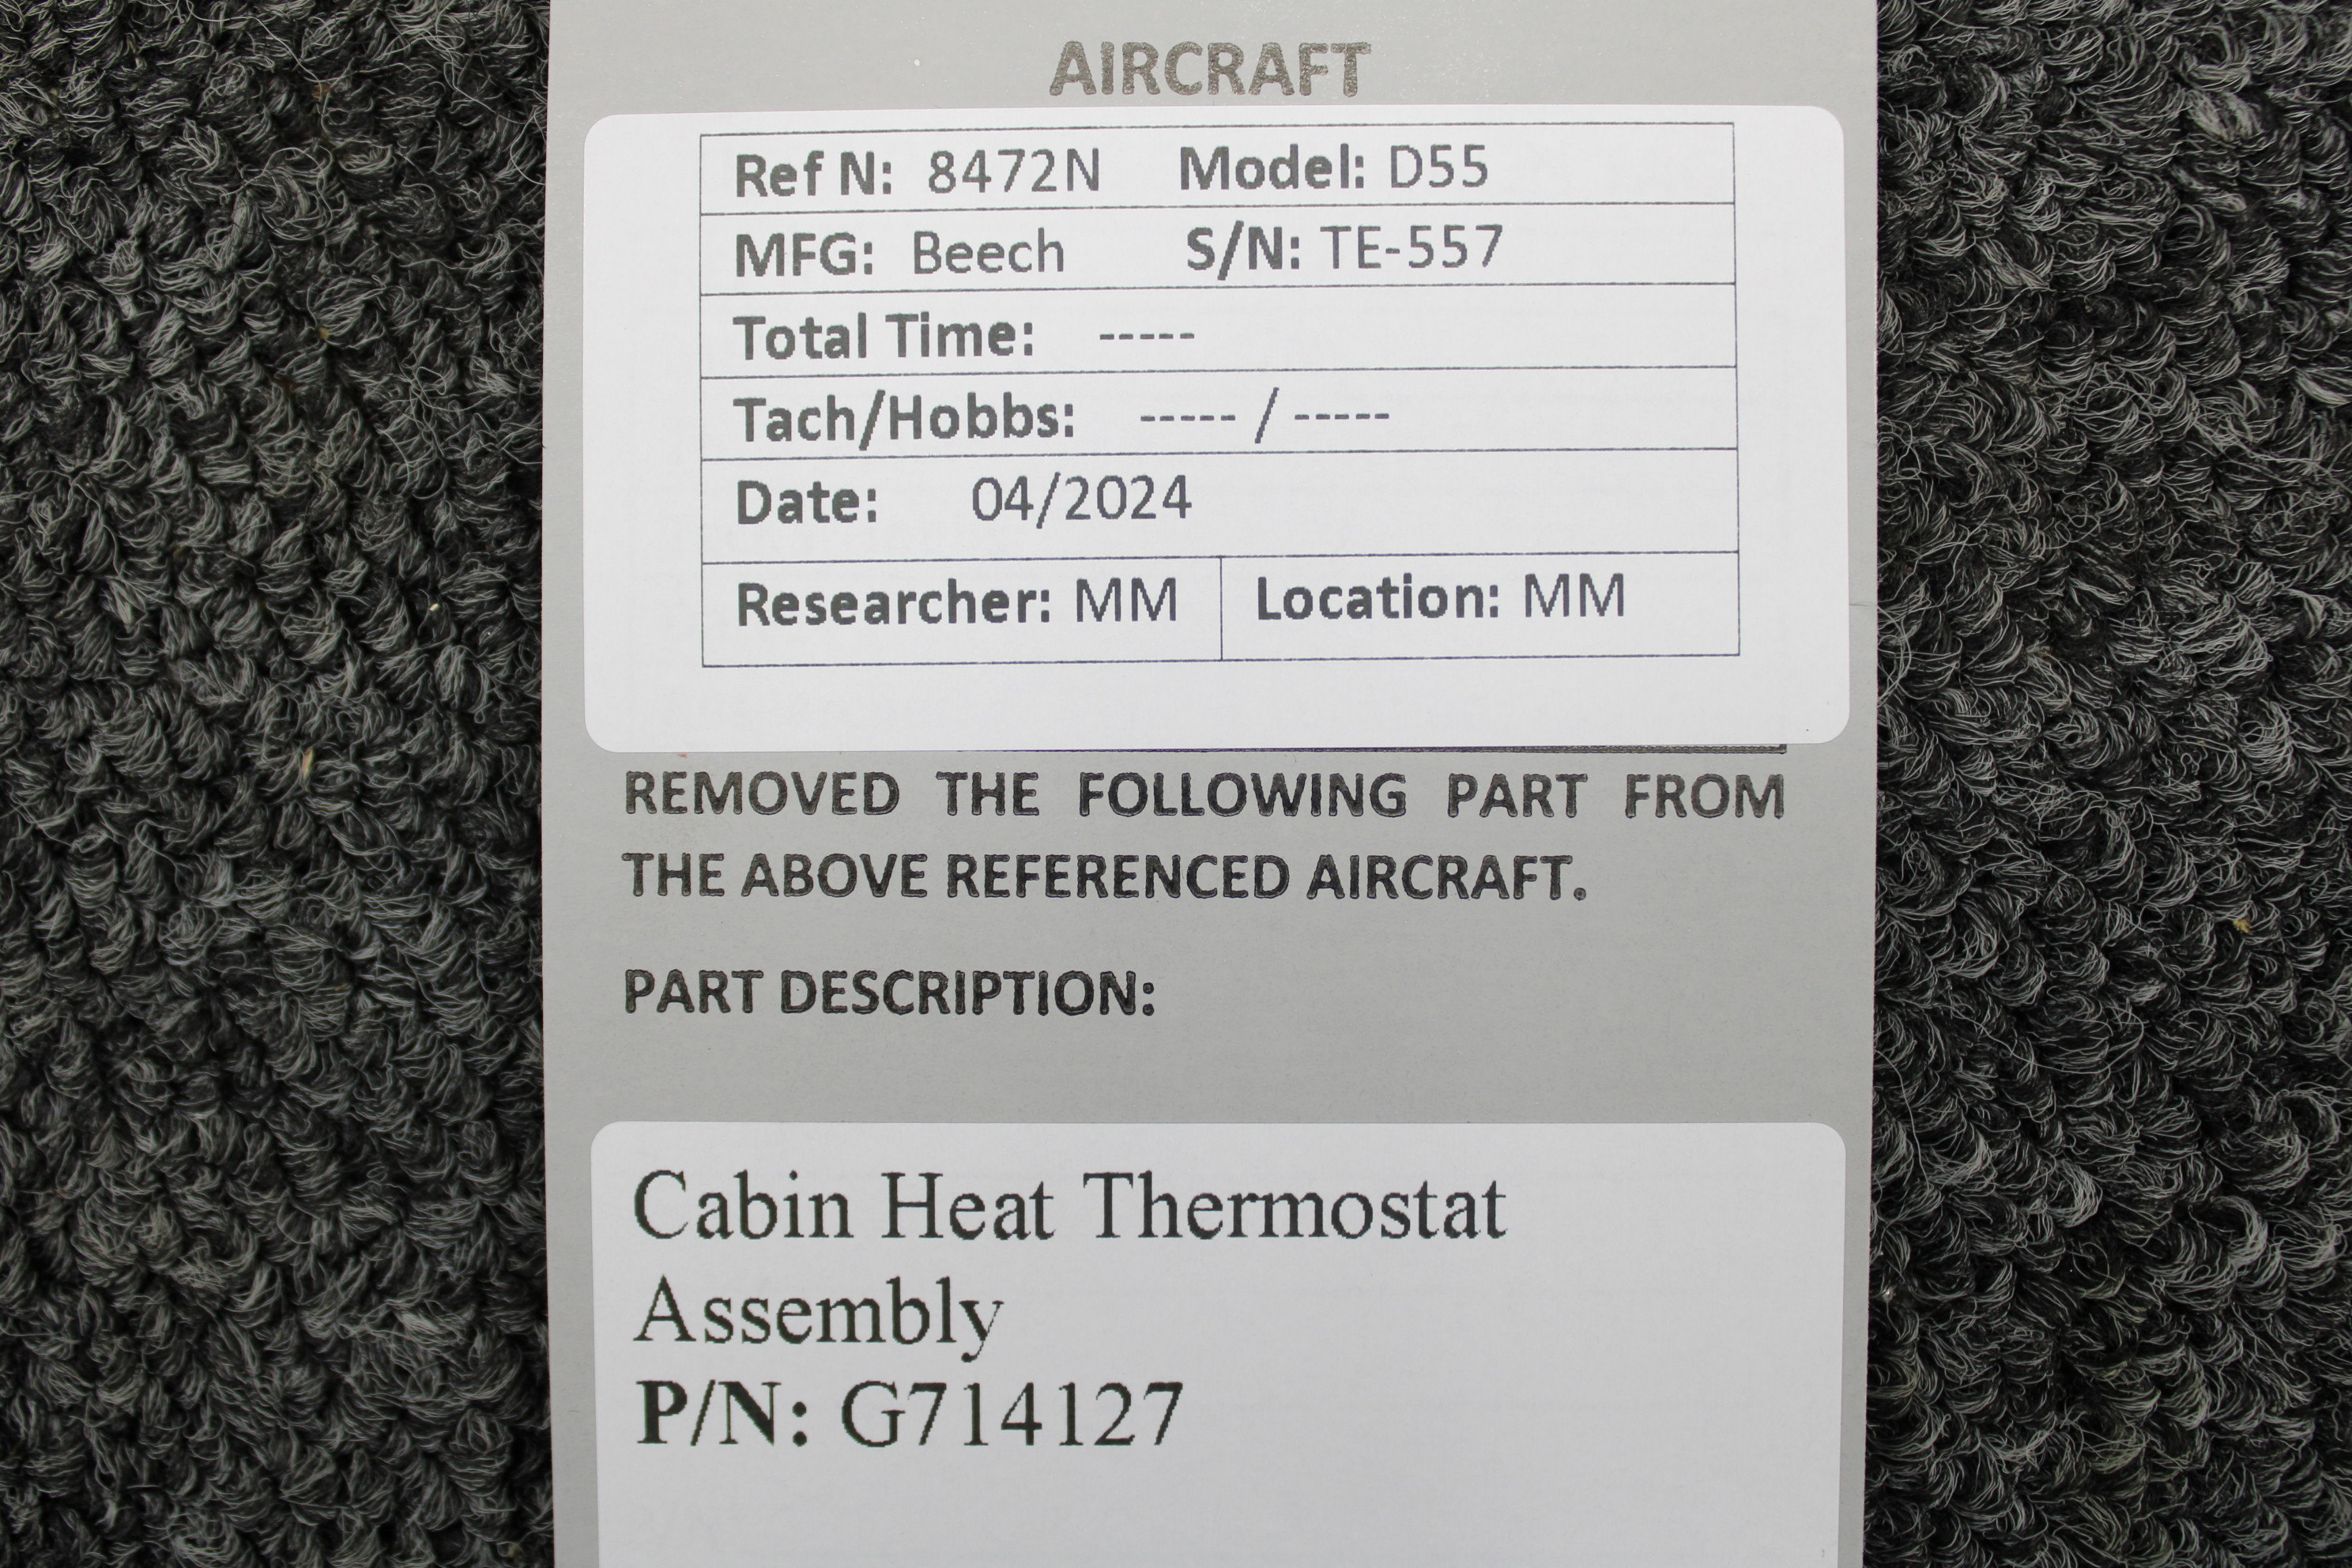 AIRCRAFT
Ref N: 8472N Model: D55
MFG: Beech S/N: TE-557
Total Time: -----
Tach/Hobbs: ----- / -----
Date: 04/2024
Researcher: MM Location: MM
REMOVED THE FOLLOWING PART FROM
THE ABOVE REFERENCED AIRCRAFT.
PART DESCRIPTION:
Cabin Heat Thermostat
Assembly
P/N: G714127